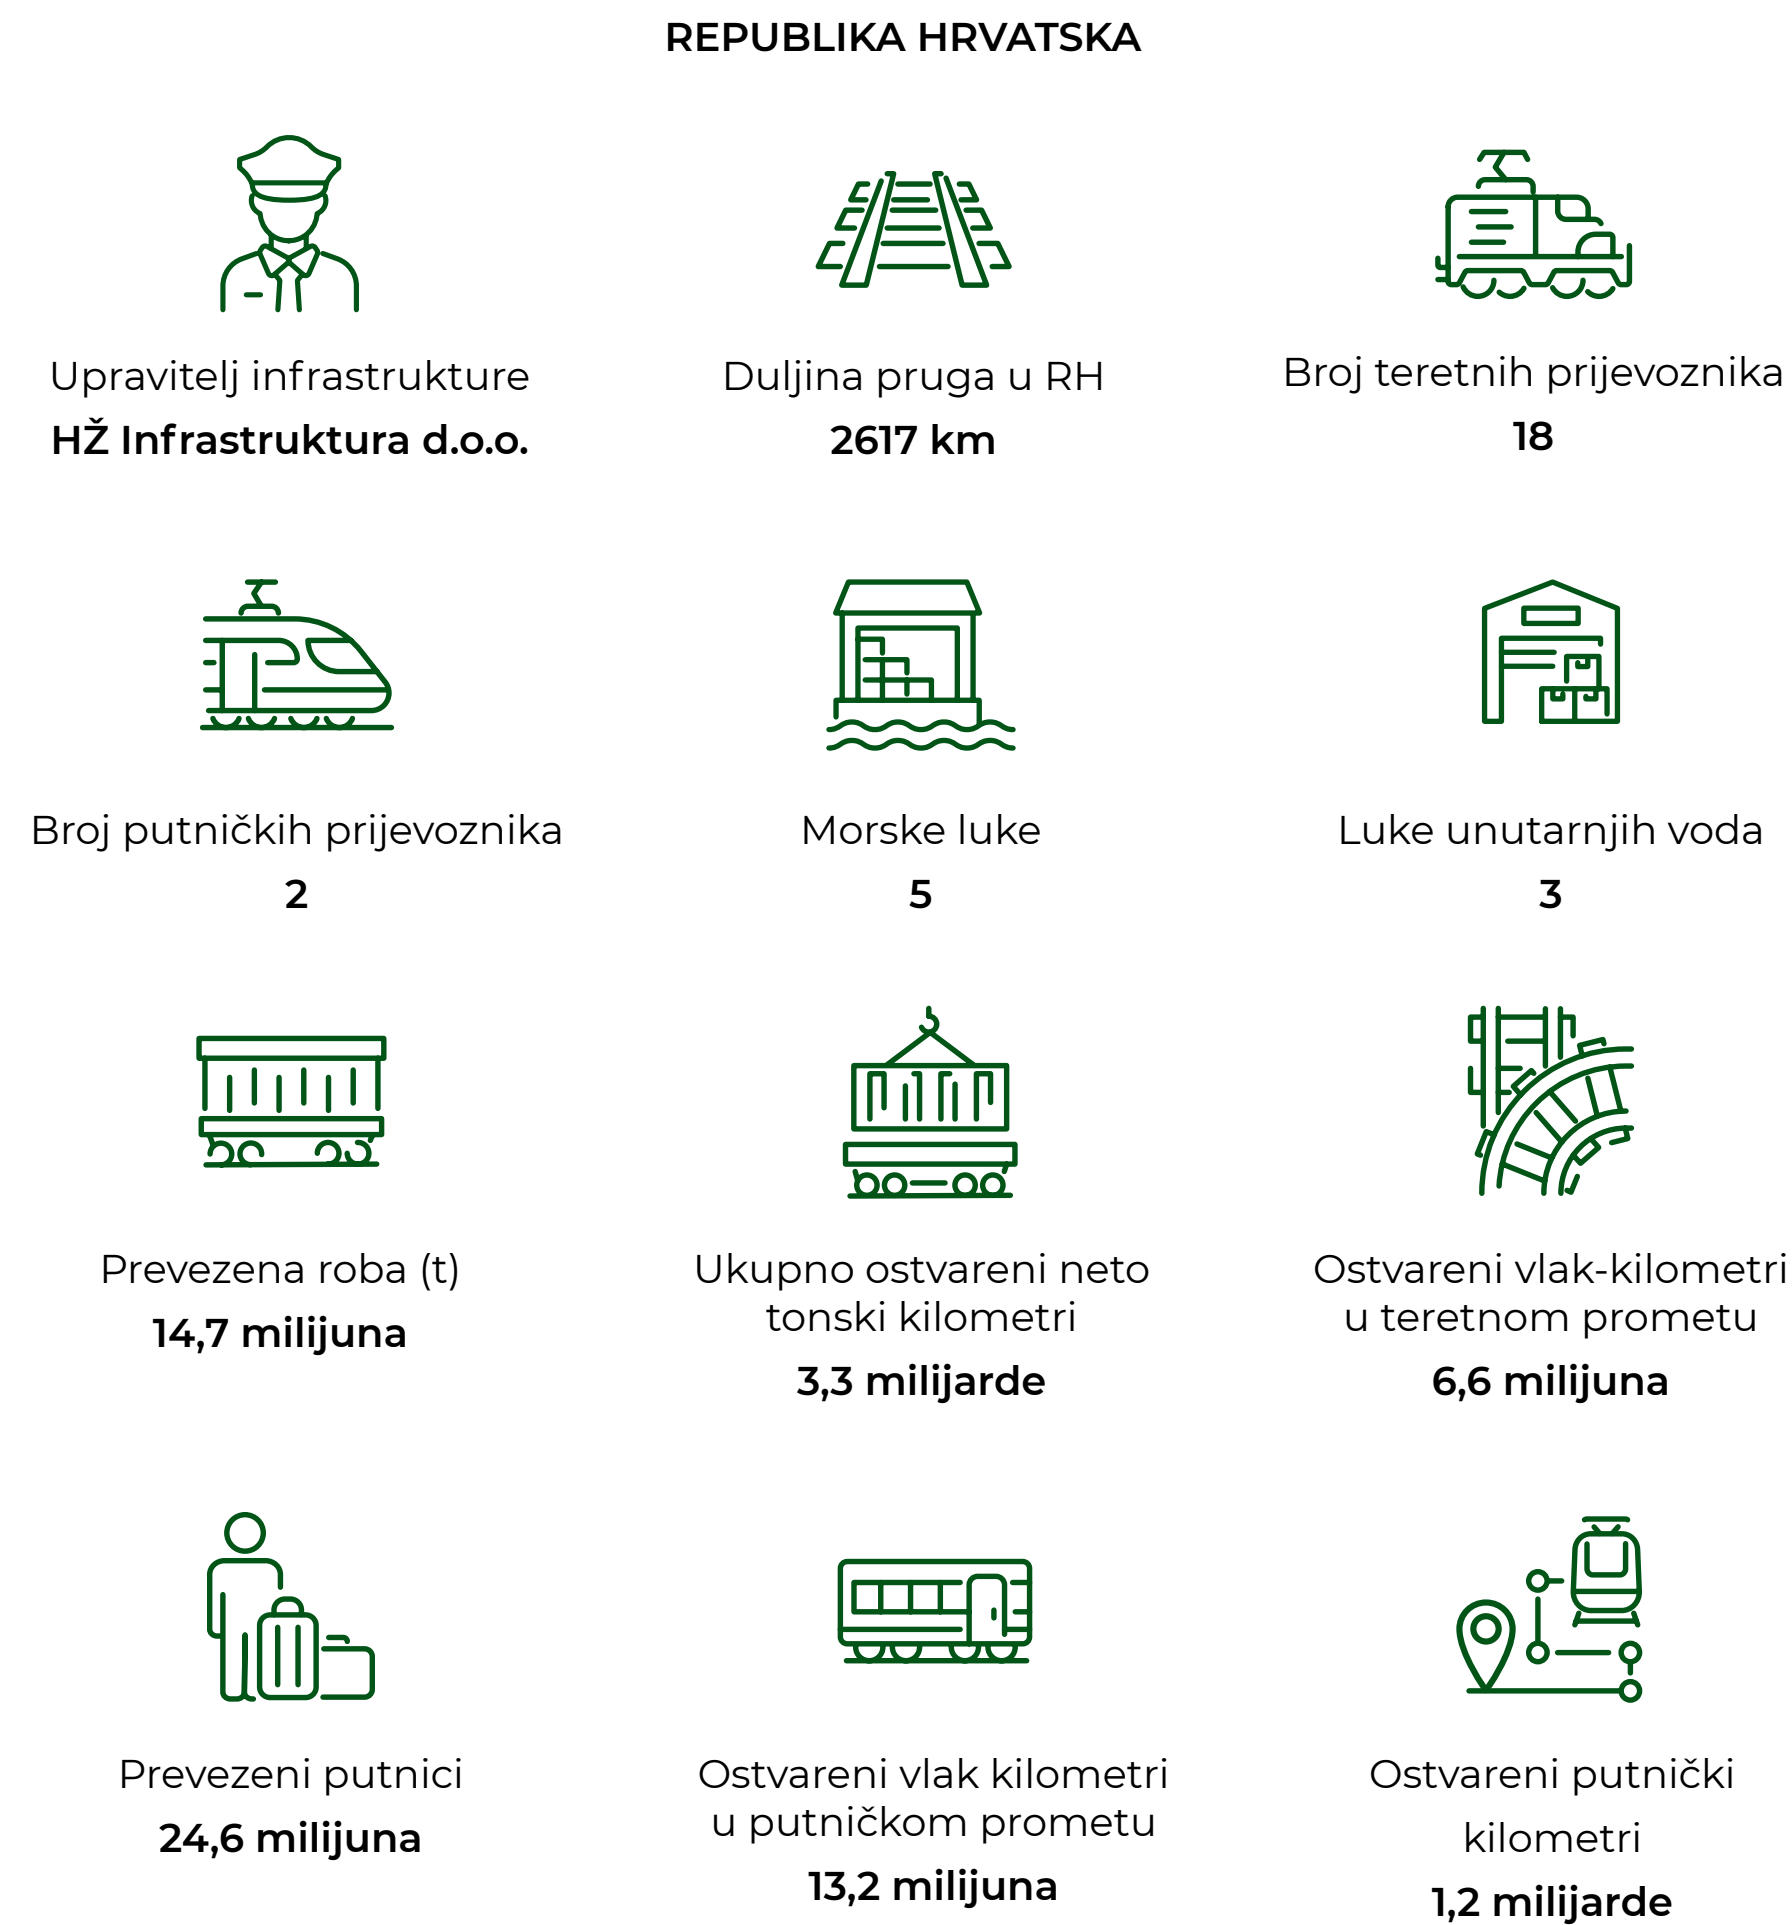 REPUBLIKA HRVATSKA
Upravitelj infrastrukture
HŽ Infrastruktura d.o.o.
Duljina pruga u RH
2617 km
Broj teretnih prijevoznika
18
Broj putničkih prijevoznika
2
Morske luke
5
Luke unutarnjih voda
3
Prevezena roba (t)
14,7 milijuna
Ukupno ostvareni neto
tonski kilometri
3,3 milijarde
Ostvareni vlak-kilometri
u teretnom prometu
6,6 milijuna
Prevezeni putnici
24,6 milijuna
Ostvareni vlak kilometri
u putničkom prometu
13,2 milijuna
Ostvareni putnički
kilometri
1,2 milijarde